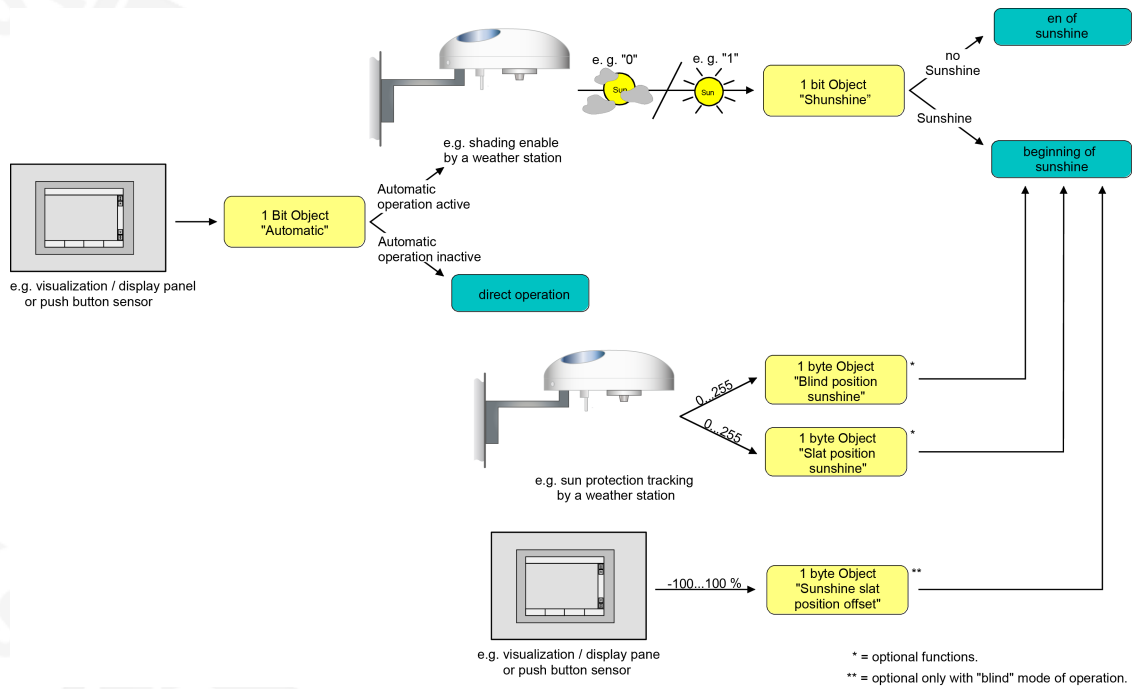 en of
sunshine
e. g. "0"
e. g. "1"
Sun
Sun
1 bit Object
"Shunshine”
no
Sunshine
Sunshine
beginning of
sunshine
e.g. shading enable
by a weather station
Automatic
operation active
1 Bit Object
"Automatic"
Automatic
operation inactive
direct operation
e.g. visualization / display panel
or push button sensor
0...255
0...255
1 byte Object
"Blind position
sunshine"
*
1 byte Object
"Slat position
sunshine"
*
e.g. sun protection tracking
by a weather station
-100...100 %
1 byte Object
"Sunshine slat
position offset"
**
e.g. visualization / display pane
or push button sensor
* = optional functions.
** = optional only with "blind" mode of operation.